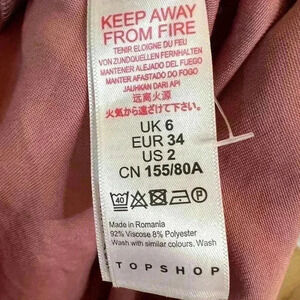 KEEP AWAY
FROM FIRE
TENIR ELOIGNE DU FEU
VON ZUNDQUELLEN FERNHALTEN
MANTENER ALEJADO DEL FUEGO
MANTER AFASTADO DO FOGO
JAUHKAN DARI API
远离火源
火气から遠ざけて下さい。
UK 6
EUR 34
US 2
CN 155/80A
40
P
Made in Romania
92% Viscose 8% Polyester
Wash with similar colours. Wash
TOPSHOP